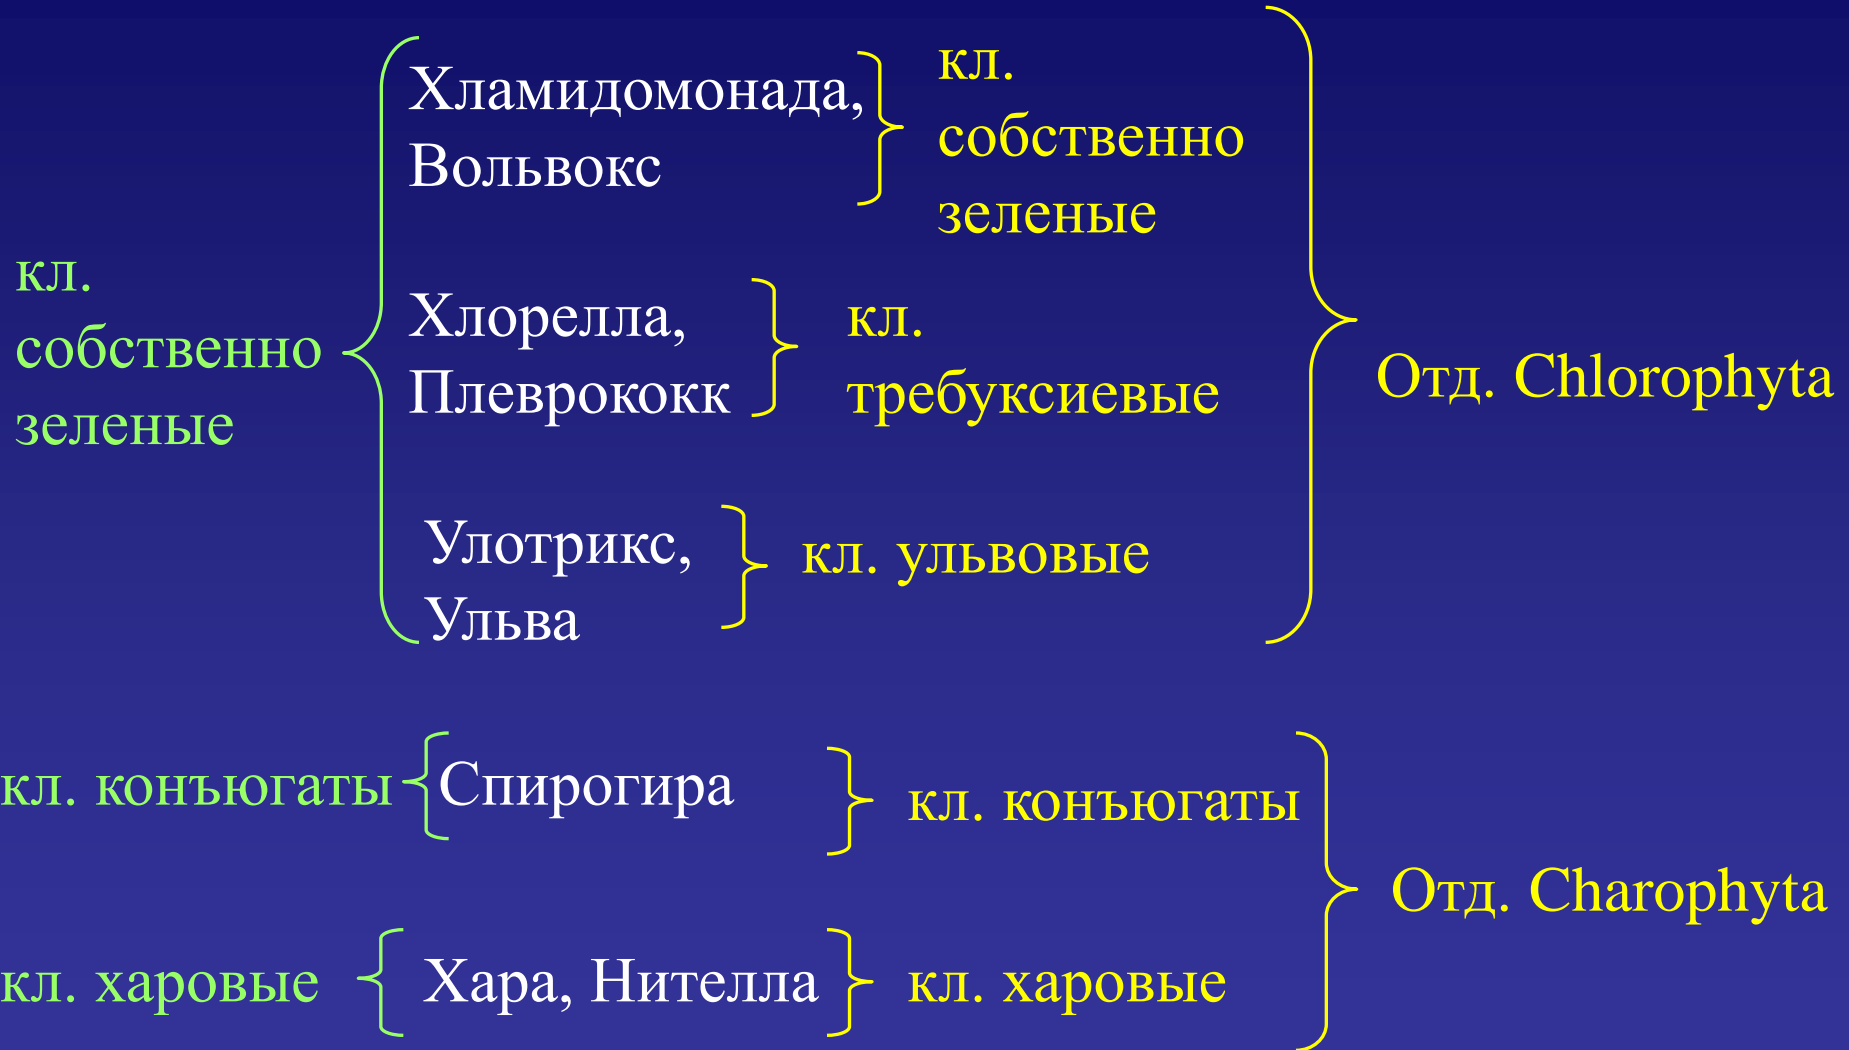 кл.
собственно
зеленые
Хламидомонада,
Вольвокс
кл.
собственно
зеленые
Хлорелла,
Плеврококк
кл.
требуксиевые
Улотрикс,
Ульва
кл. ульвовые
Отд. Chlorophyta
кл. конъюгаты
Спирогира
кл. конъюгаты
кл. харовые
Хара, Нителла
кл. харовые
Отд. Charophyta